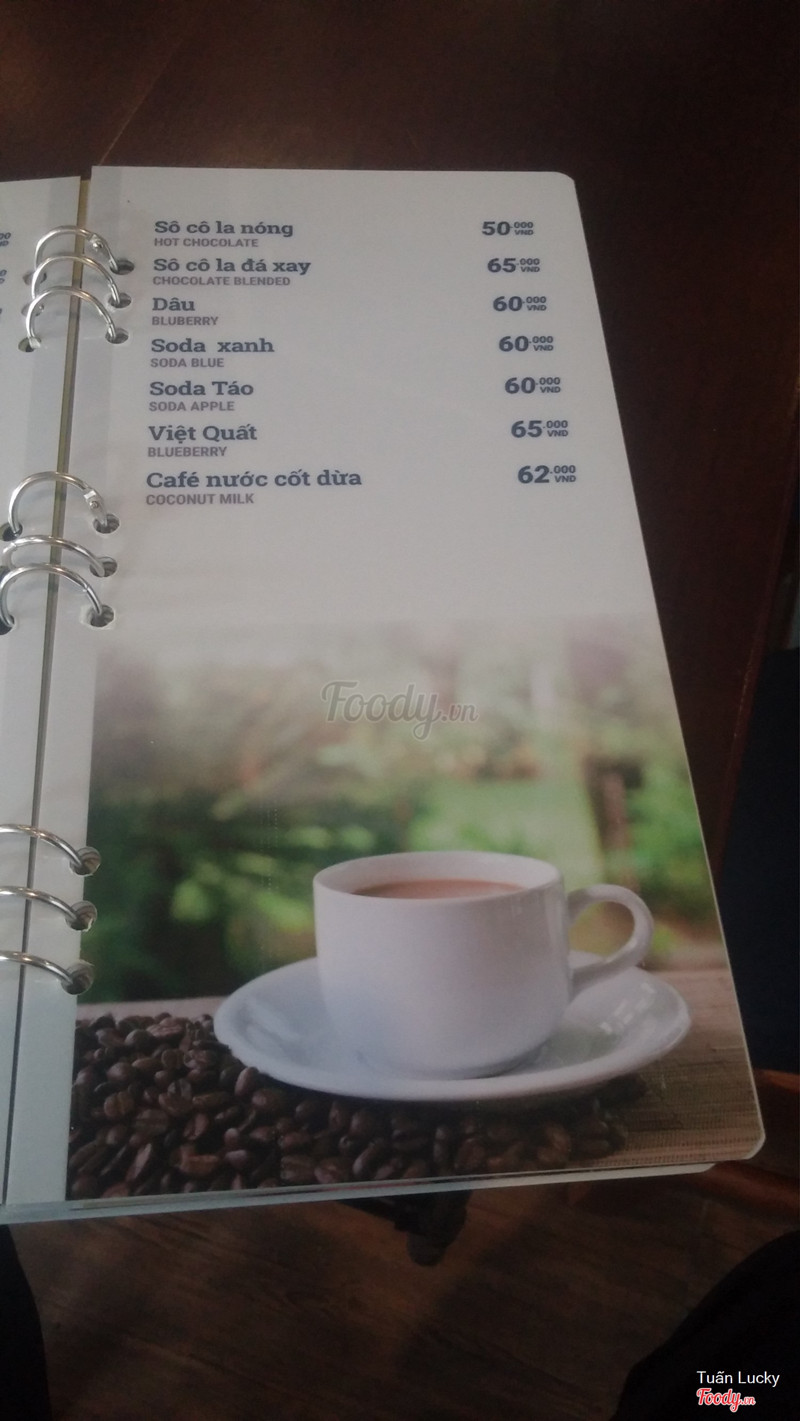 Sô cô la nóng 50.000 VND
HOT CHOCOLATE
Sô cô la đá xay 65.000 VND
CHOCOLATE BLENDED
Dâu 60.000 VND
BLUBERRY
Soda xanh 60.000 VND
SODA BLUE
Soda Táo 60.000 VND
SODA APPLE
Việt Quất 65.000 VND
BLUEBERRY
Café nước cốt dừa 62.000 VND
COCONUT MILK
Foody.vn
Tuấn Lucky
Foody.vn